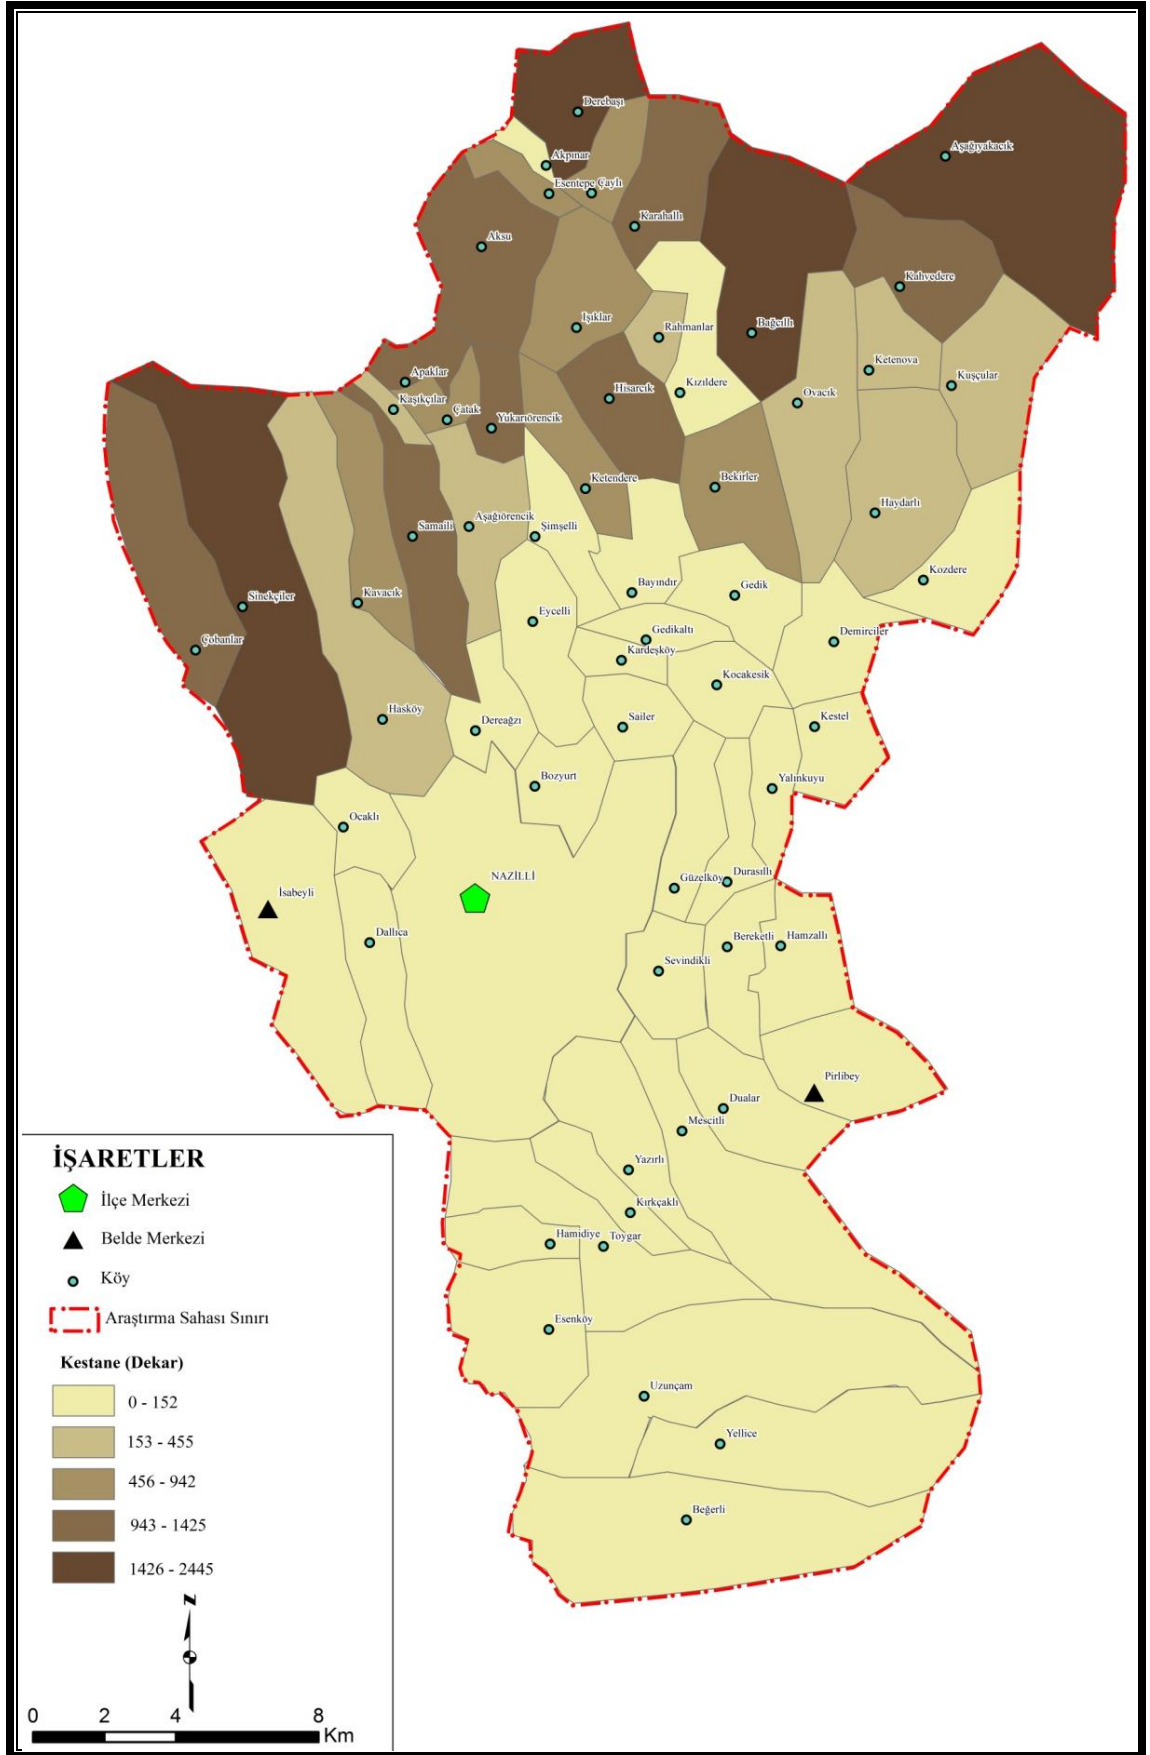 Derebaşı
Aşağıyakacık
Akpınar
Esentepe
Çaylı
Karahallı
Aksu
Kahvedere
Işıklar
Rahmanlar
Bağcıllı
Ketenova
Apaklar
Kuşçular
Hisarcık
Kızıldere
Ovacık
Kaşıkçılar
Çatak
Yukarıörencik
Ketendere
Bekirler
Haydarlı
Samaili
Aşağıörencik
Şimşelli
Kozdere
Bayındır
Gedik
Sinekçiler
Kavacık
Eycelli
Gedikaltı
Demirciler
Çobanlar
Kardeşköy
Kocakesik
Hasköy
Dereağzı
Sailer
Kestel
Bozyurt
Yalınkuyu
Ocaklı
NAZİLLİ
Güzelköy
Durasıllı
İsabeyli
Dallıca
Bereketli
Hamzallı
Sevindikli
Pirlibey
Dualar
Mescitli
Yazırlı
Kırkçaklı
Hamidiye
Toygar
Esenköy
Uzunçam
Yellice
Beğerli
İŞARETLER
İlçe Merkezi
Belde Merkezi
Köy
Araştırma Sahası Sınırı
Kestane (Dekar)
0 - 152
153 - 455
456 - 942
943 - 1425
1426 - 2445
N
0 2 4 8
Km